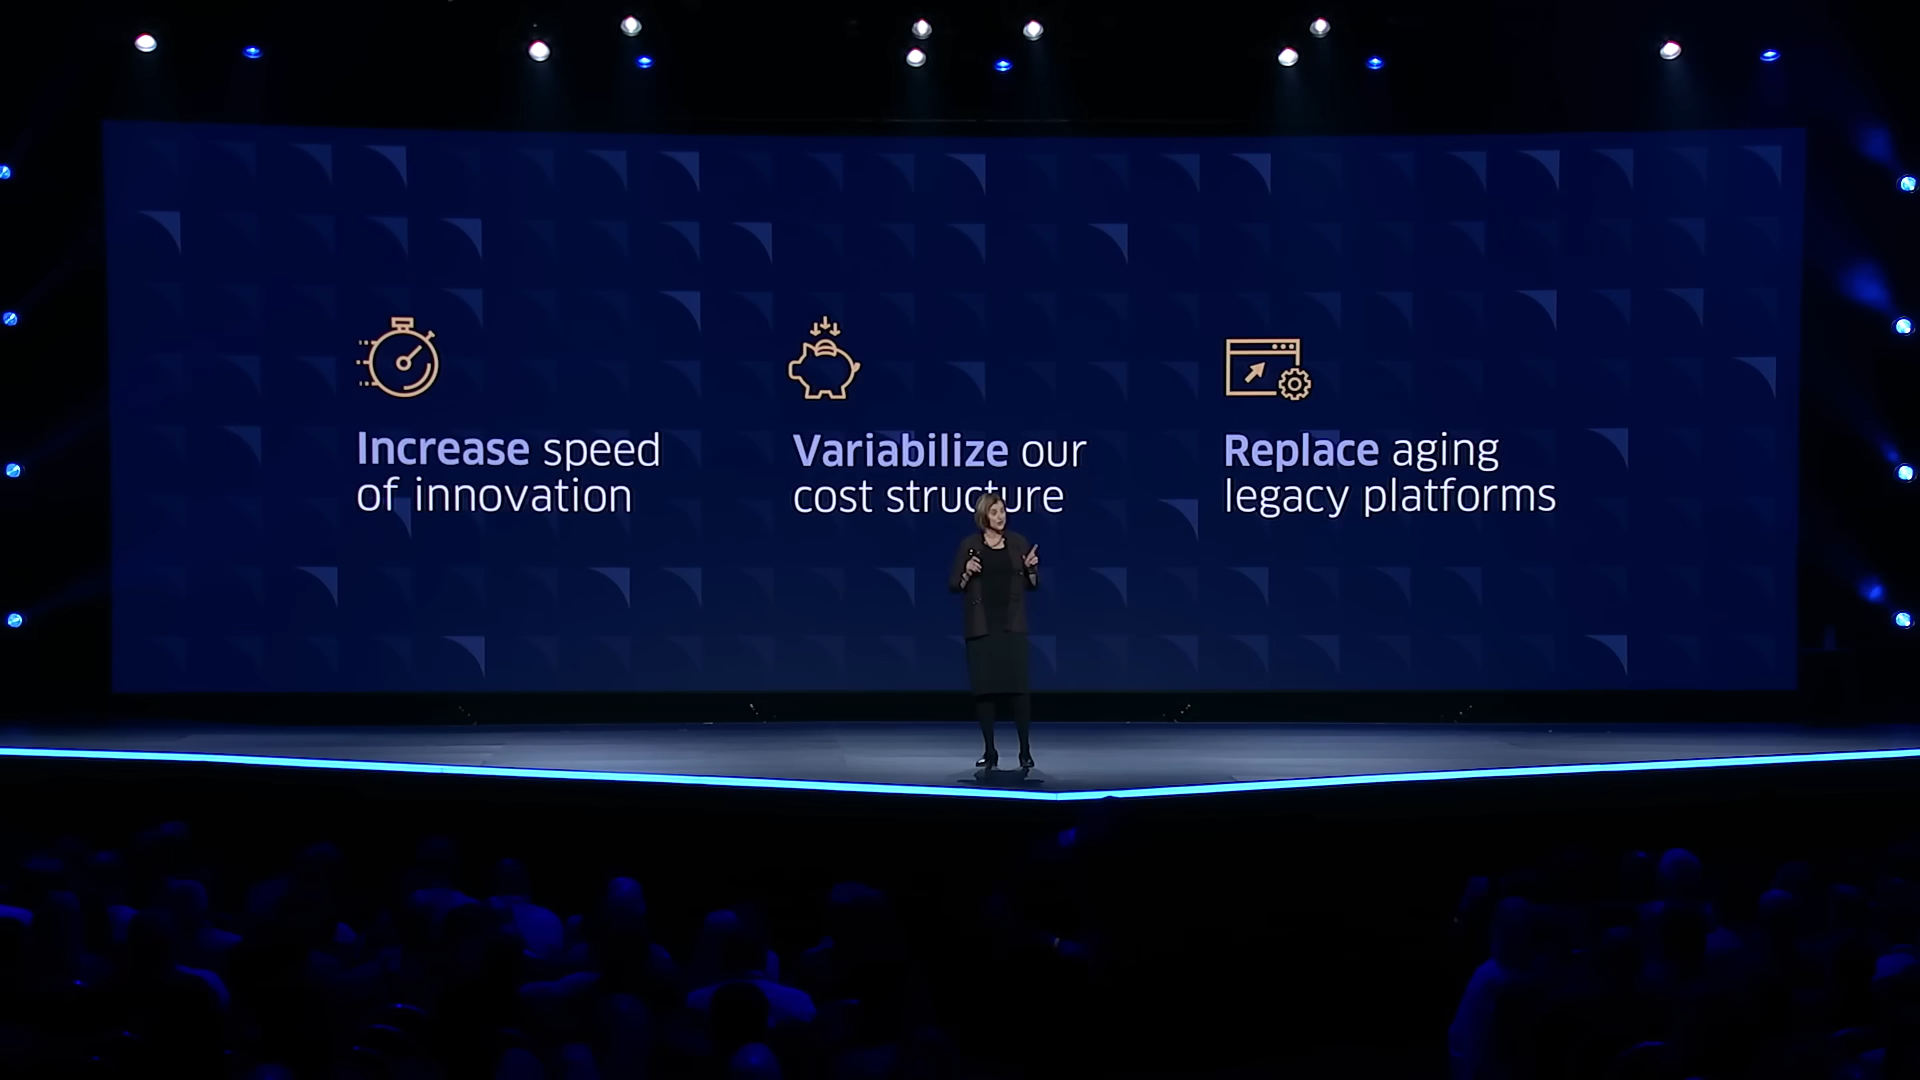 Increase speed
of innovation
Variabilize our
cost structure
Replace aging
legacy platforms